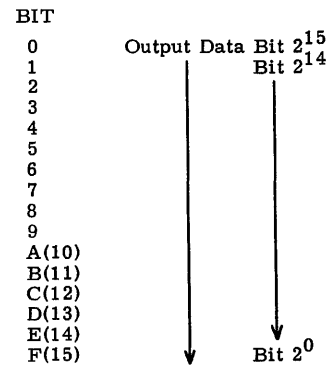 BIT
0 Output Data Bit 2^15
1 Bit 2^14
2
3
4
5
6
7
8
9
A(10)
B(11)
C(12)
D(13)
E(14)
F(15) Bit 2^0